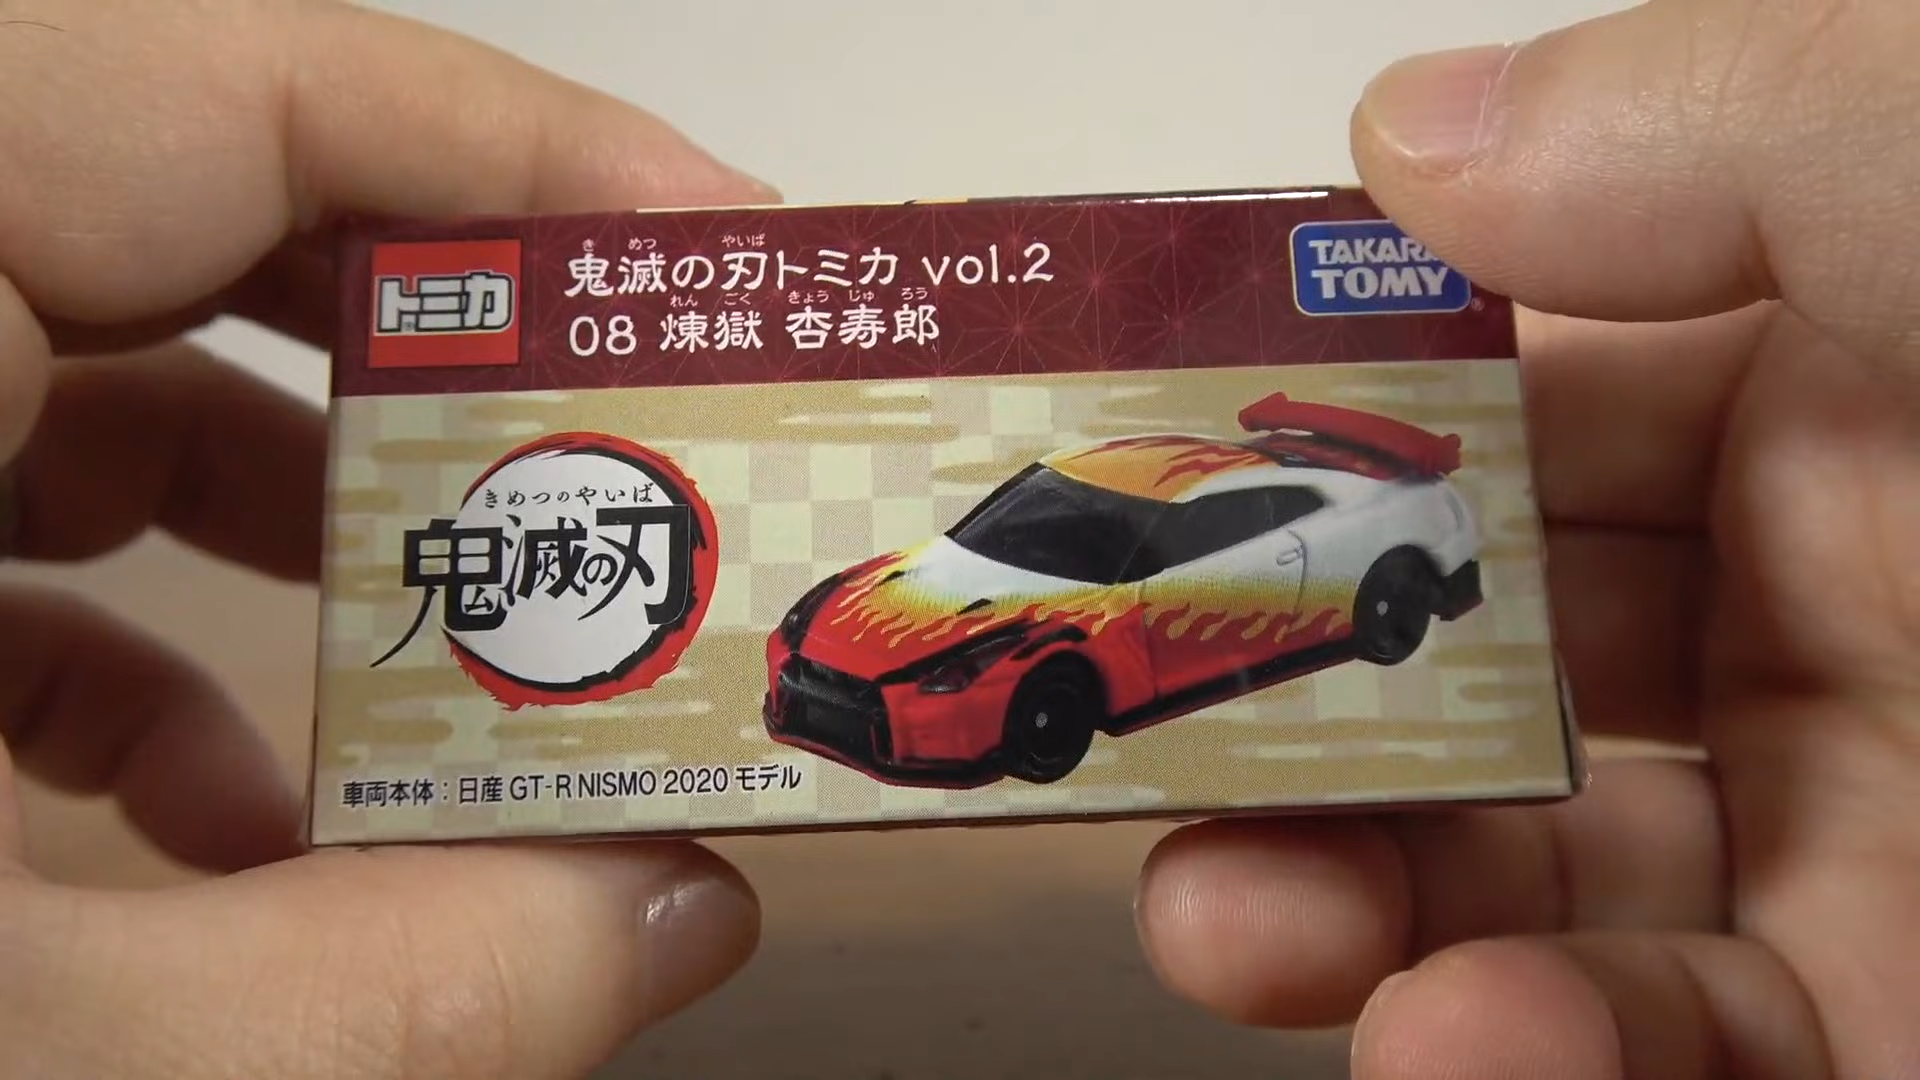 トミカ
き めつ やいば
鬼滅の刃トミカ vol.2
れん ごく きょう じゅ ろう
08 煉獄 杏寿郎
TAKARA
TOMY
きめつのやいば
鬼滅の刃
車両本体：日産 GT-R NISMO 2020 モデル